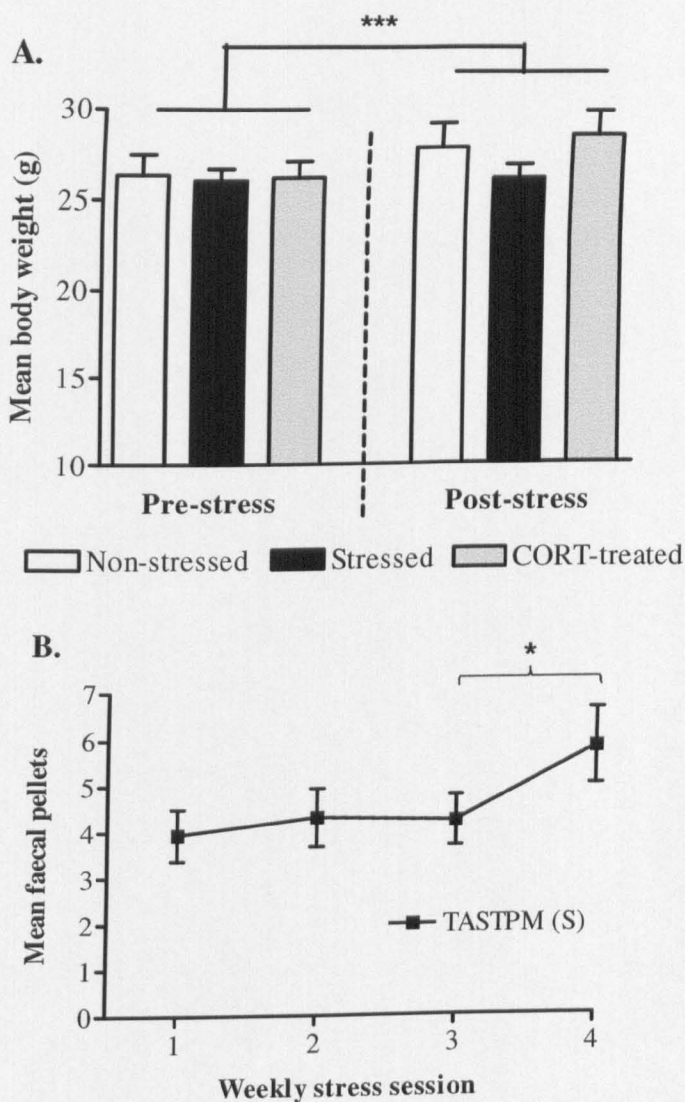 A.
***
Mean body weight (g)
30
25
20
15
10
Pre-stress
Post-stress
Non-stressed
Stressed
CORT-treated
B.
*
Mean faecal pellets
7
6
5
4
3
2
1
0
TASTPM (S)
1 2 3 4
Weekly stress session